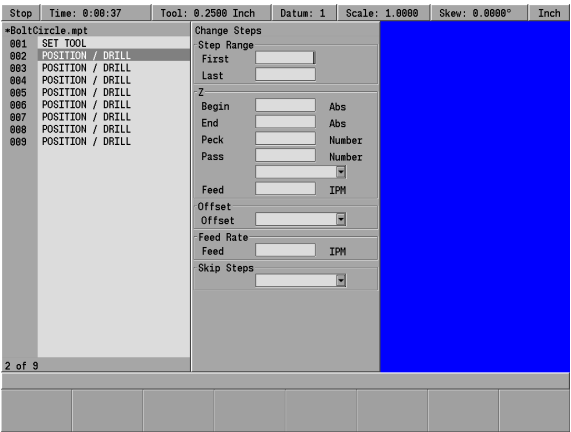 Stop Time: 0:00:37 Tool: 0.2500 Inch Datum: 1 Scale: 1.0000 Skew: 0.0000° Inch
*BoltCircle.mpt
001 SET TOOL
002 POSITION / DRILL
003 POSITION / DRILL
004 POSITION / DRILL
005 POSITION / DRILL
006 POSITION / DRILL
007 POSITION / DRILL
008 POSITION / DRILL
009 POSITION / DRILL
2 of 9
Change Steps
Step Range
First
Last
Z
Begin Abs
End Abs
Peck Number
Pass Number
Feed IPM
Offset
Offset
Feed Rate
Feed IPM
Skip Steps